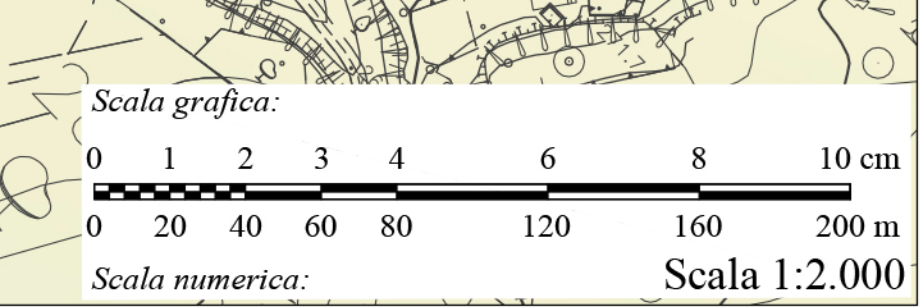 Scala grafica:
0 1 2 3 4 6 8 10 cm
0 20 40 60 80 120 160 200 m
Scala numerica: Scala 1:2.000